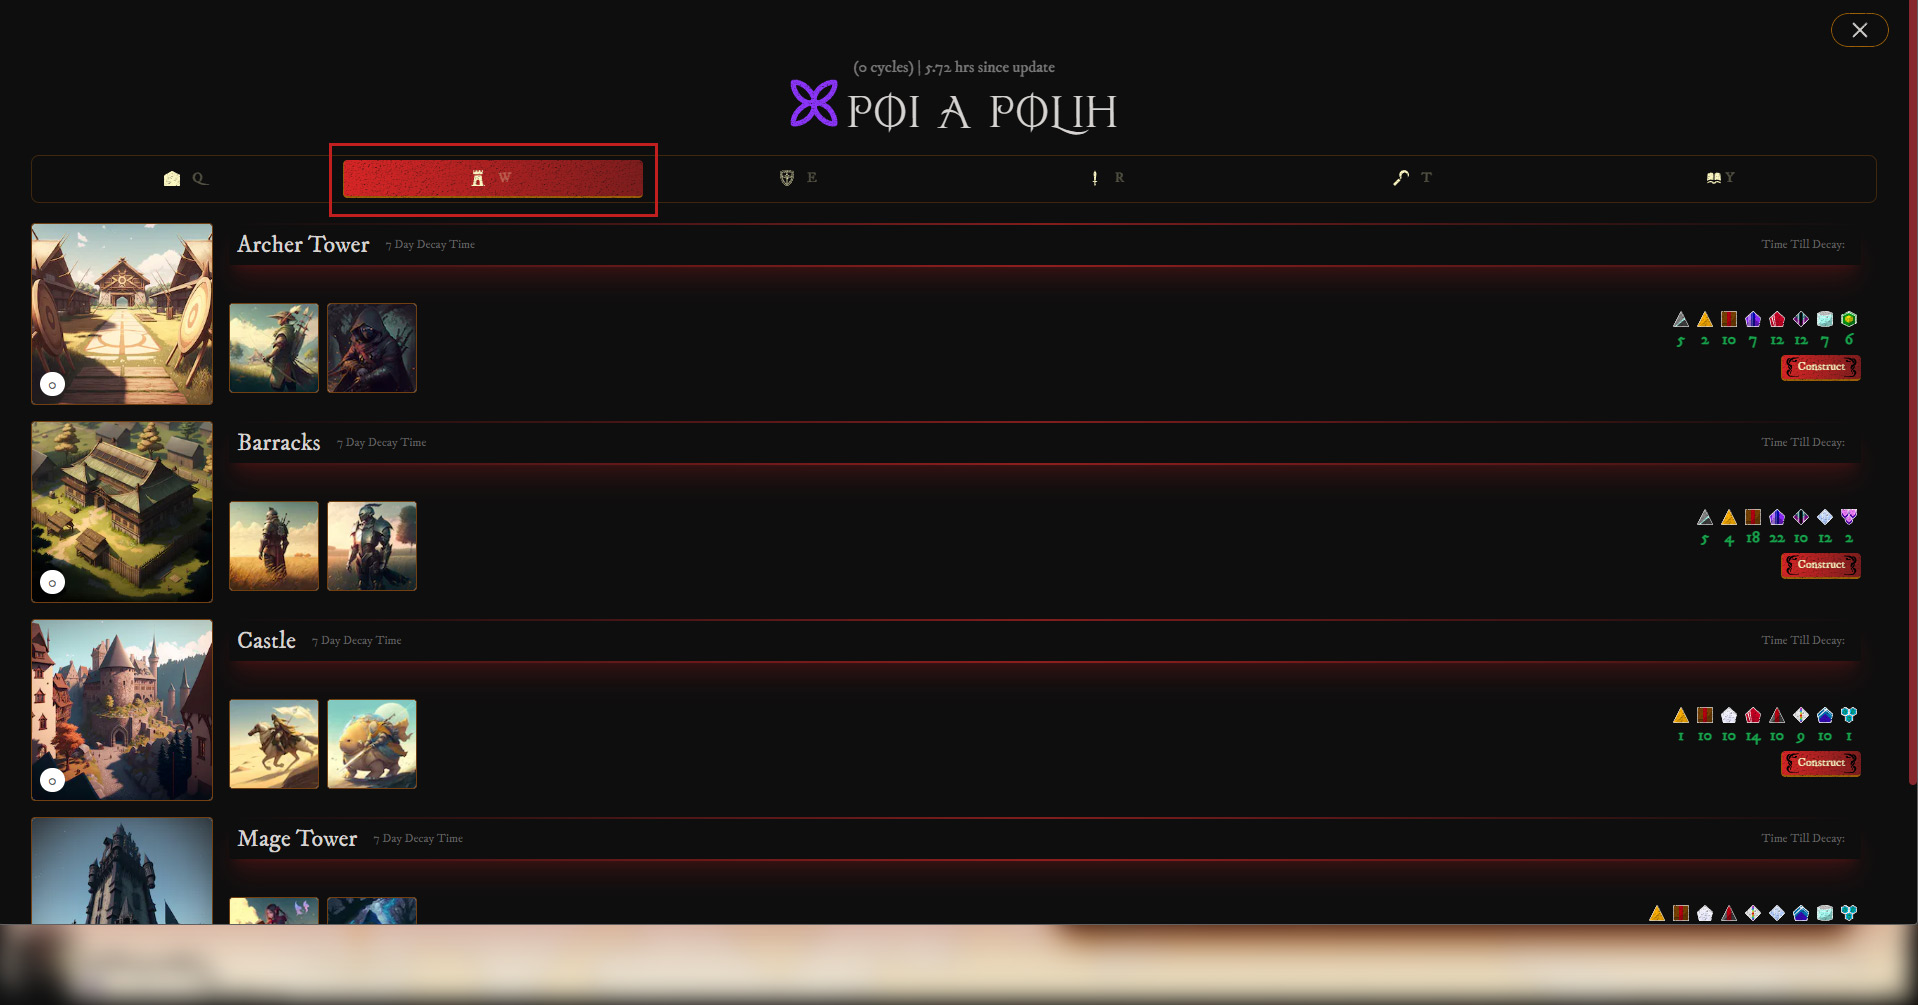 (0 cycles) | 5.72 hrs since update
POI A POLIH
Q W E R T Y
Archer Tower 7 Day Decay Time Time Till Decay:
5 2 10 7 12 12 7 6
Construct
0
Barracks 7 Day Decay Time Time Till Decay:
5 4 18 22 10 12 2
Construct
0
Castle 7 Day Decay Time Time Till Decay:
1 10 10 14 10 9 10 1
Construct
0
Mage Tower 7 Day Decay Time Time Till Decay: